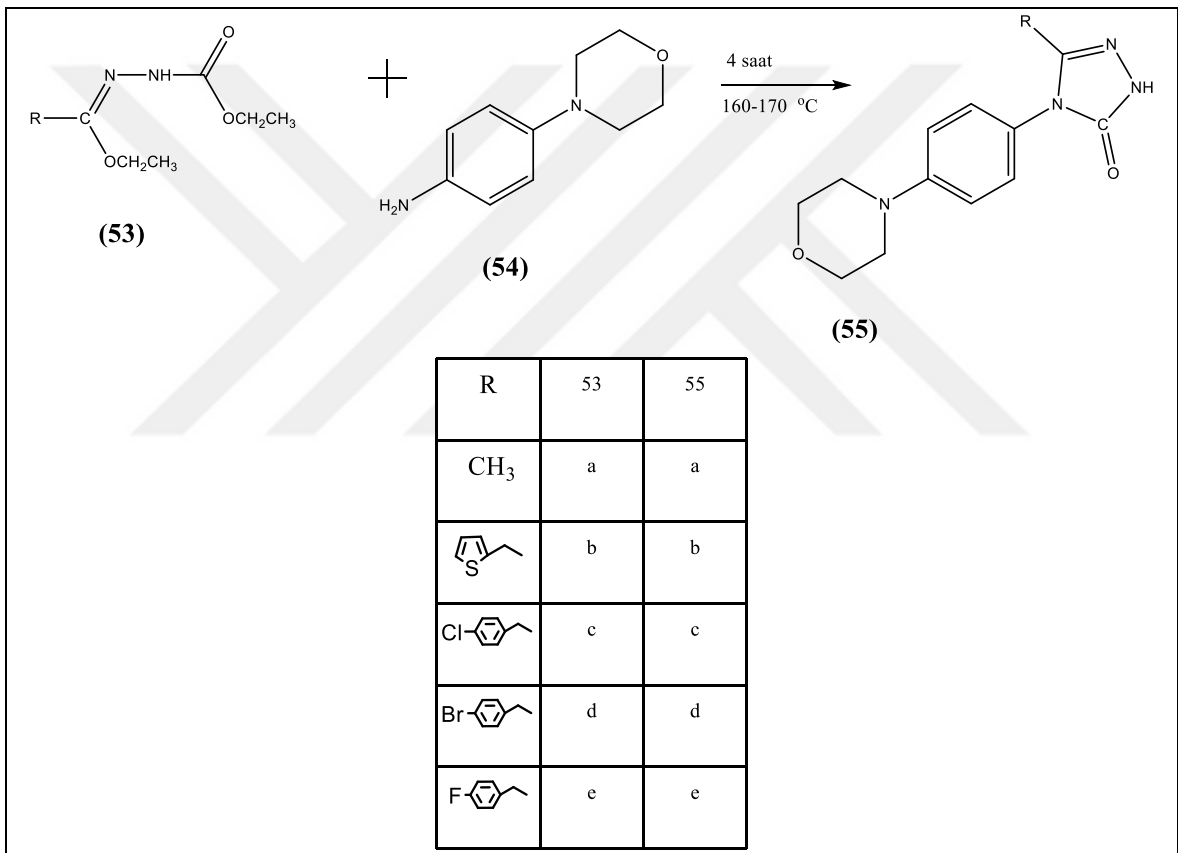 R
C
N
NH
O
OCH₂CH₃
OCH₂CH₃
(53)
+
H₂N
N
O
(54)
4 saat
160-170 °C
R
N
NH
N
O
N
O
(55)
R 53 55
CH₃ a a
S b b
Cl c c
Br d d
F e e